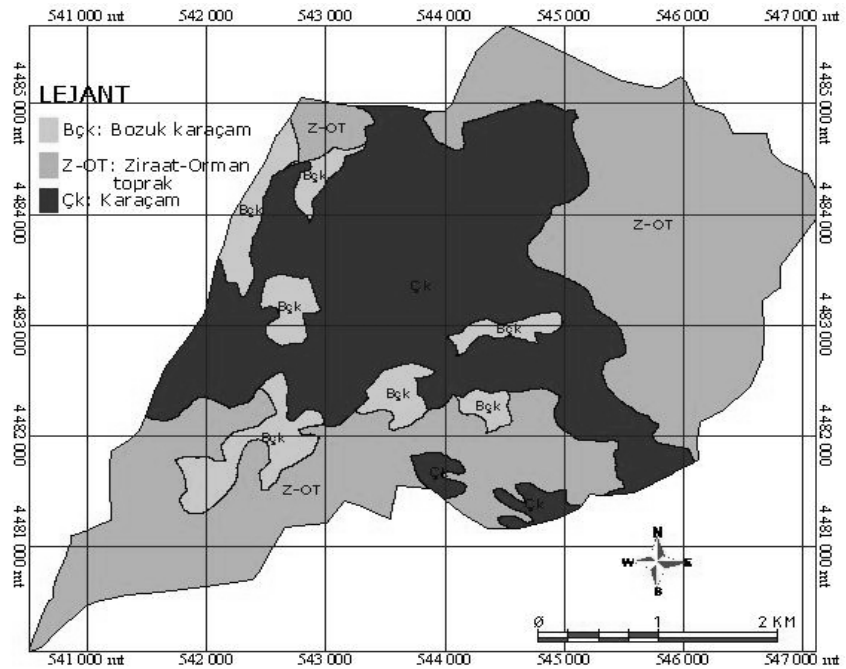 541 000 mt 542 000 543 000 544 000 545 000 546 000 547 000 mt
4 485 000 mt
4 484 000
4 483 000
4 482 000
4 481 000 mt
LEJANT
Bçk: Bozuk karaçam
Z-OT: Ziraat-Orman
toprak
Çk: Karaçam
Z-OT
Bçk
Bçk
Z-OT
Çk
Bçk
Bçk
Bçk
Bçk
Bçk
Çk
Z-OT
Çk
4 485 000 mt
4 484 000
4 483 000
4 482 000
4 481 000 mt
N
W E
B
0 1 2 KM
541 000 mt 542 000 543 000 544 000 545 000 546 000 547 000 mt